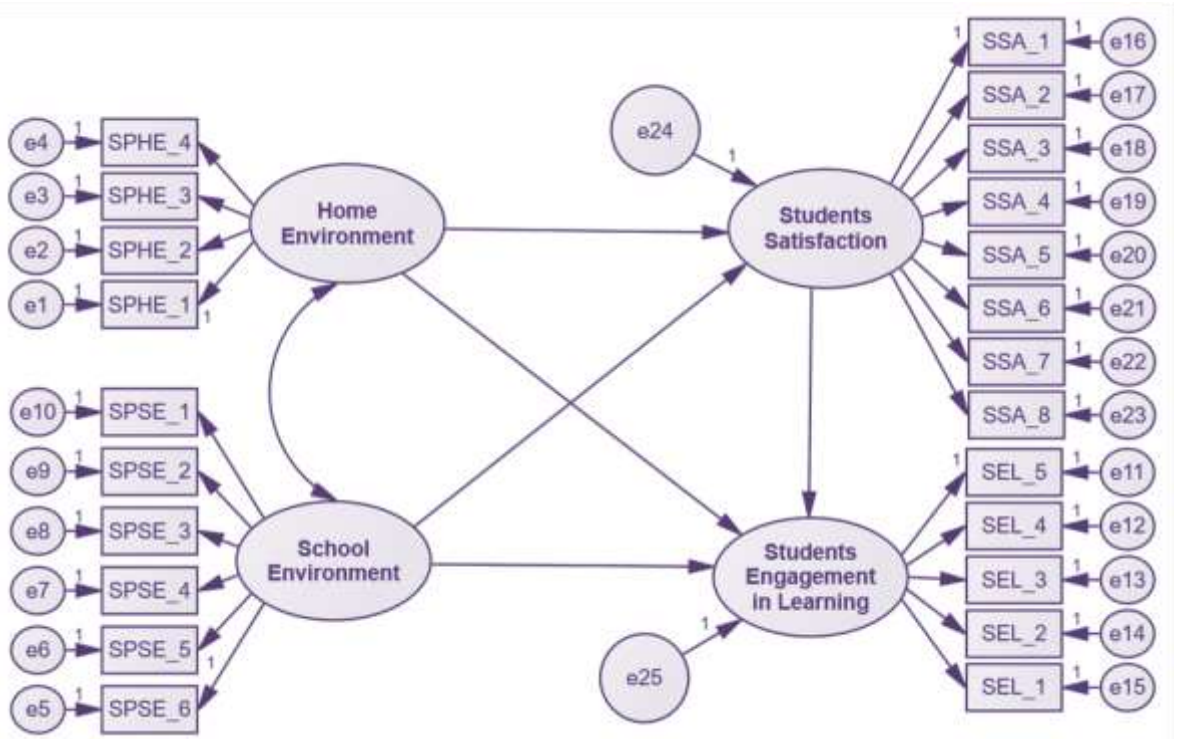 e4
1
SPHE_4
e3
1
SPHE_3
e2
1
SPHE_2
e1
1
SPHE_1
1
Home
Environment
e10
1
SPSE_1
e9
1
SPSE_2
e8
1
SPSE_3
e7
1
SPSE_4
e6
1
SPSE_5
1
e5
1
SPSE_6
School
Environment
e24
1
Students
Satisfaction
1
SSA_1
1
e16
SSA_2
1
e17
SSA_3
1
e18
SSA_4
1
e19
SSA_5
1
e20
SSA_6
1
e21
SSA_7
1
e22
SSA_8
1
e23
Students
Engagement
in Learning
1
e25
1
SEL_5
1
e11
SEL_4
1
e12
SEL_3
1
e13
SEL_2
1
e14
SEL_1
1
e15